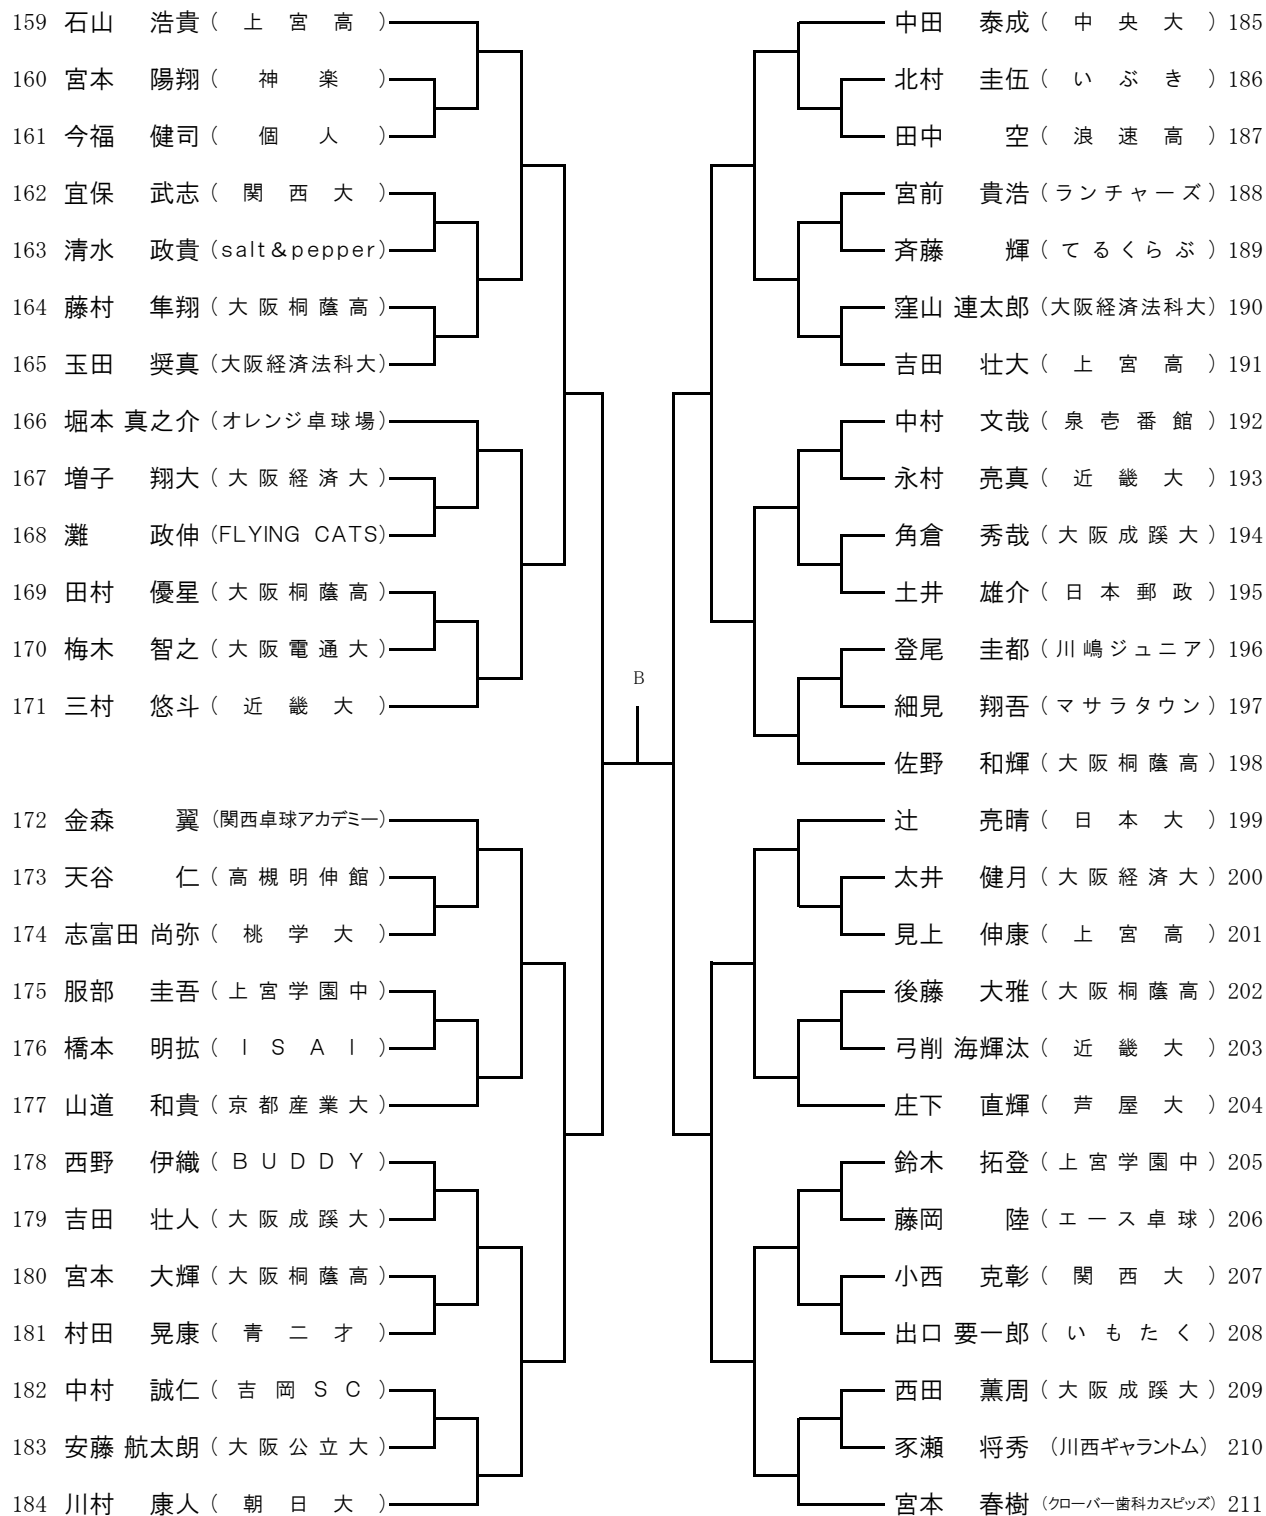 159 石山 浩貴 ( 上 宮 高 )
160 宮本 陽翔 ( 神 楽 )
161 今福 健司 ( 個 人 )
162 宜保 武志 ( 関 西 大 )
163 清水 政貴 (salt&pepper)
164 藤村 隼翔 ( 大 阪 桐 蔭 高 )
165 玉田 奨真 (大阪経済法科大)
166 堀本 真之介 (オレンジ卓球場)
167 増子 翔大 ( 大 阪 経 済 大 )
168 灘 政伸 (FLYING CATS)
169 田村 優星 ( 大 阪 桐 蔭 高 )
170 梅木 智之 ( 大 阪 電 通 大 )
171 三村 悠斗 ( 近 畿 大 )
172 金森 翼 (関西卓球アカデミー)
173 天谷 仁 ( 高 槻 明 伸 館 )
174 志富田 尚弥 ( 桃 学 大 )
175 服部 圭吾 ( 上 宮 学 園 中 )
176 橋本 明拡 ( I S A I )
177 山道 和貴 ( 京 都 産 業 大 )
178 西野 伊織 ( B U D D Y )
179 吉田 壮人 ( 大 阪 成 蹊 大 )
180 宮本 大輝 ( 大 阪 桐 蔭 高 )
181 村田 晃康 ( 青 二 才 )
182 中村 誠仁 ( 吉 岡 S C )
183 安藤 航太朗 ( 大 阪 公 立 大 )
184 川村 康人 ( 朝 日 大 )
B
中田 泰成 ( 中 央 大 ) 185
北村 圭伍 ( い ぶ き ) 186
田中 空 ( 浪 速 高 ) 187
宮前 貴浩 (ランチャーズ) 188
斉藤 輝 ( て る く ら ぶ ) 189
窪山 連太郎 (大阪経済法科大) 190
吉田 壮大 ( 上 宮 高 ) 191
中村 文哉 ( 泉 壱 番 館 ) 192
永村 亮真 ( 近 畿 大 ) 193
角倉 秀哉 ( 大 阪 成 蹊 大 ) 194
土井 雄介 ( 日 本 郵 政 ) 195
登尾 圭都 (川嶋ジュニア) 196
細見 翔吾 (マサラタウン) 197
佐野 和輝 ( 大 阪 桐 蔭 高 ) 198
辻 亮晴 ( 日 本 大 ) 199
太井 健月 ( 大 阪 経 済 大 ) 200
見上 伸康 ( 上 宮 高 ) 201
後藤 大雅 ( 大 阪 桐 蔭 高 ) 202
弓削 海輝汰 ( 近 畿 大 ) 203
庄下 直輝 ( 芦 屋 大 ) 204
鈴木 拓登 ( 上 宮 学 園 中 ) 205
藤岡 陸 ( エ ー ス 卓 球 ) 206
小西 克彰 ( 関 西 大 ) 207
出口 要一郎 ( い も た く ) 208
西田 薫周 ( 大 阪 成 蹊 大 ) 209
豕瀬 将秀 (川西ギャラントム) 210
宮本 春樹 (クローバー歯科カスピッズ) 211